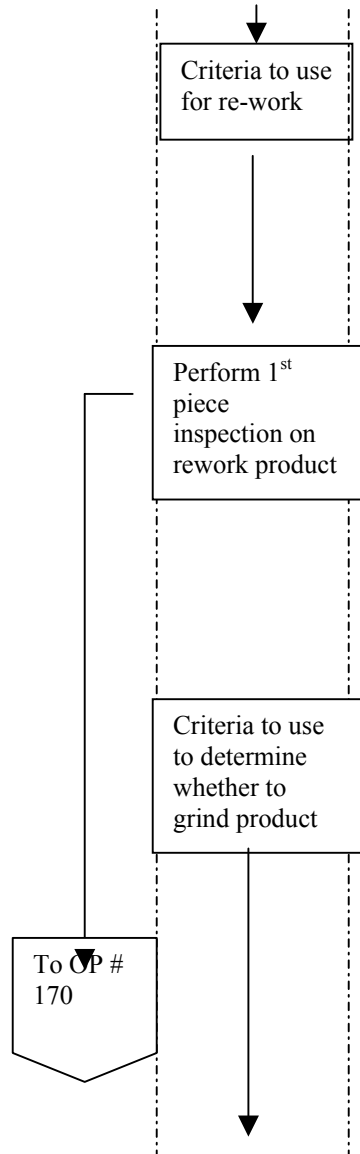 Criteria to use
for re-work
Perform 1st
piece
inspection on
rework product
Criteria to use
to determine
whether to
grind product
To OP #
170